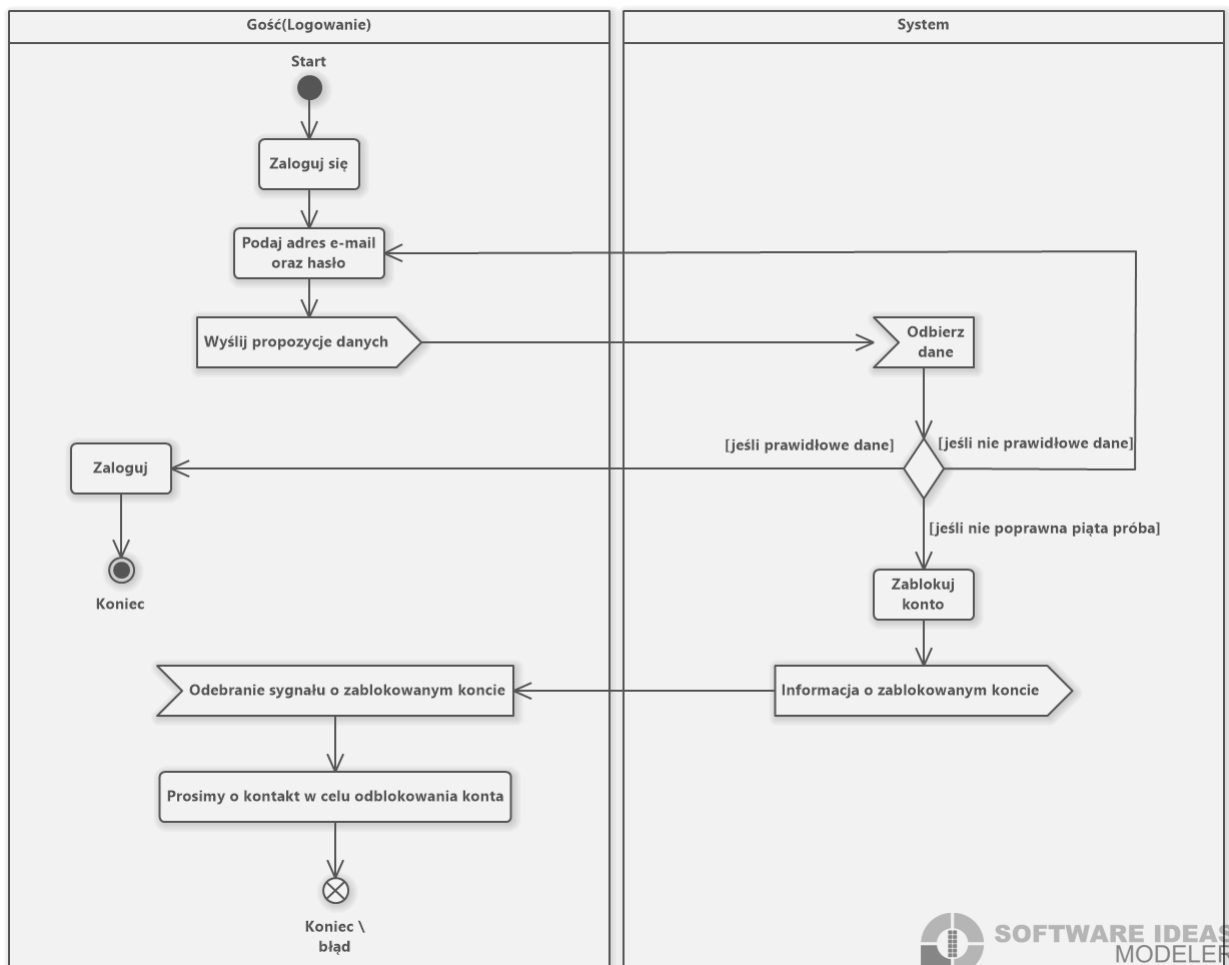 Gość(Logowanie)
System
Start
Zaloguj się
Podaj adres e-mail
oraz hasło
Wyślij propozycje danych
Odbierz
dane
[jeśli prawidłowe dane]
[jeśli nie prawidłowe dane]
Zaloguj
[jeśli nie poprawna piąta próba]
Koniec
Zablokuj
konto
Odebranie sygnału o zablokowanym koncie
Informacja o zablokowanym koncie
Prosimy o kontakt w celu odblokowania konta
Koniec \
błąd
SOFTWARE IDEAS
MODELER